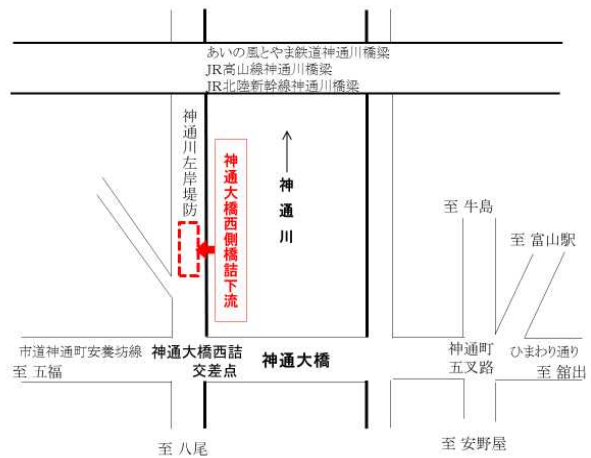 あいの風とやま鉄道神通川橋梁
JR高山線神通川橋梁
JR北陸新幹線神通川橋梁
神通川左岸堤防
神通大橋西側橋詰下流
神通川
至 牛島
至 富山駅
市道神通町安養坊線
至 五福
神通大橋西詰
交差点
神通大橋
神通町
五叉路
ひまわり通り
至 舘出
至 八尾
至 安野屋